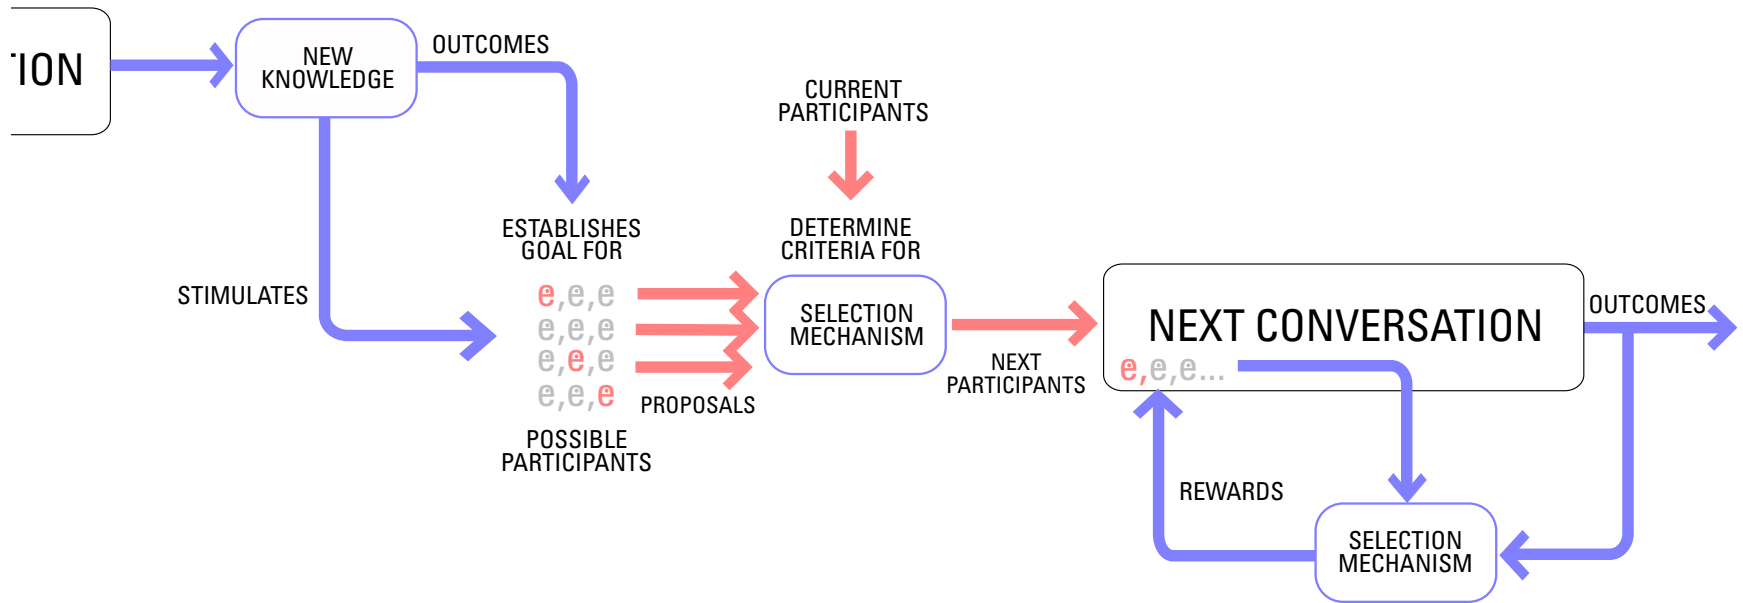 TION
NEW
KNOWLEDGE
OUTCOMES
STIMULATES
ESTABLISHES
GOAL FOR
e,e,e
e,e,e
e,e,e
e,e,e
POSSIBLE
PARTICIPANTS
PROPOSALS
CURRENT
PARTICIPANTS
DETERMINE
CRITERIA FOR
SELECTION
MECHANISM
NEXT
PARTICIPANTS
NEXT CONVERSATION
e,e,e...
OUTCOMES
REWARDS
SELECTION
MECHANISM